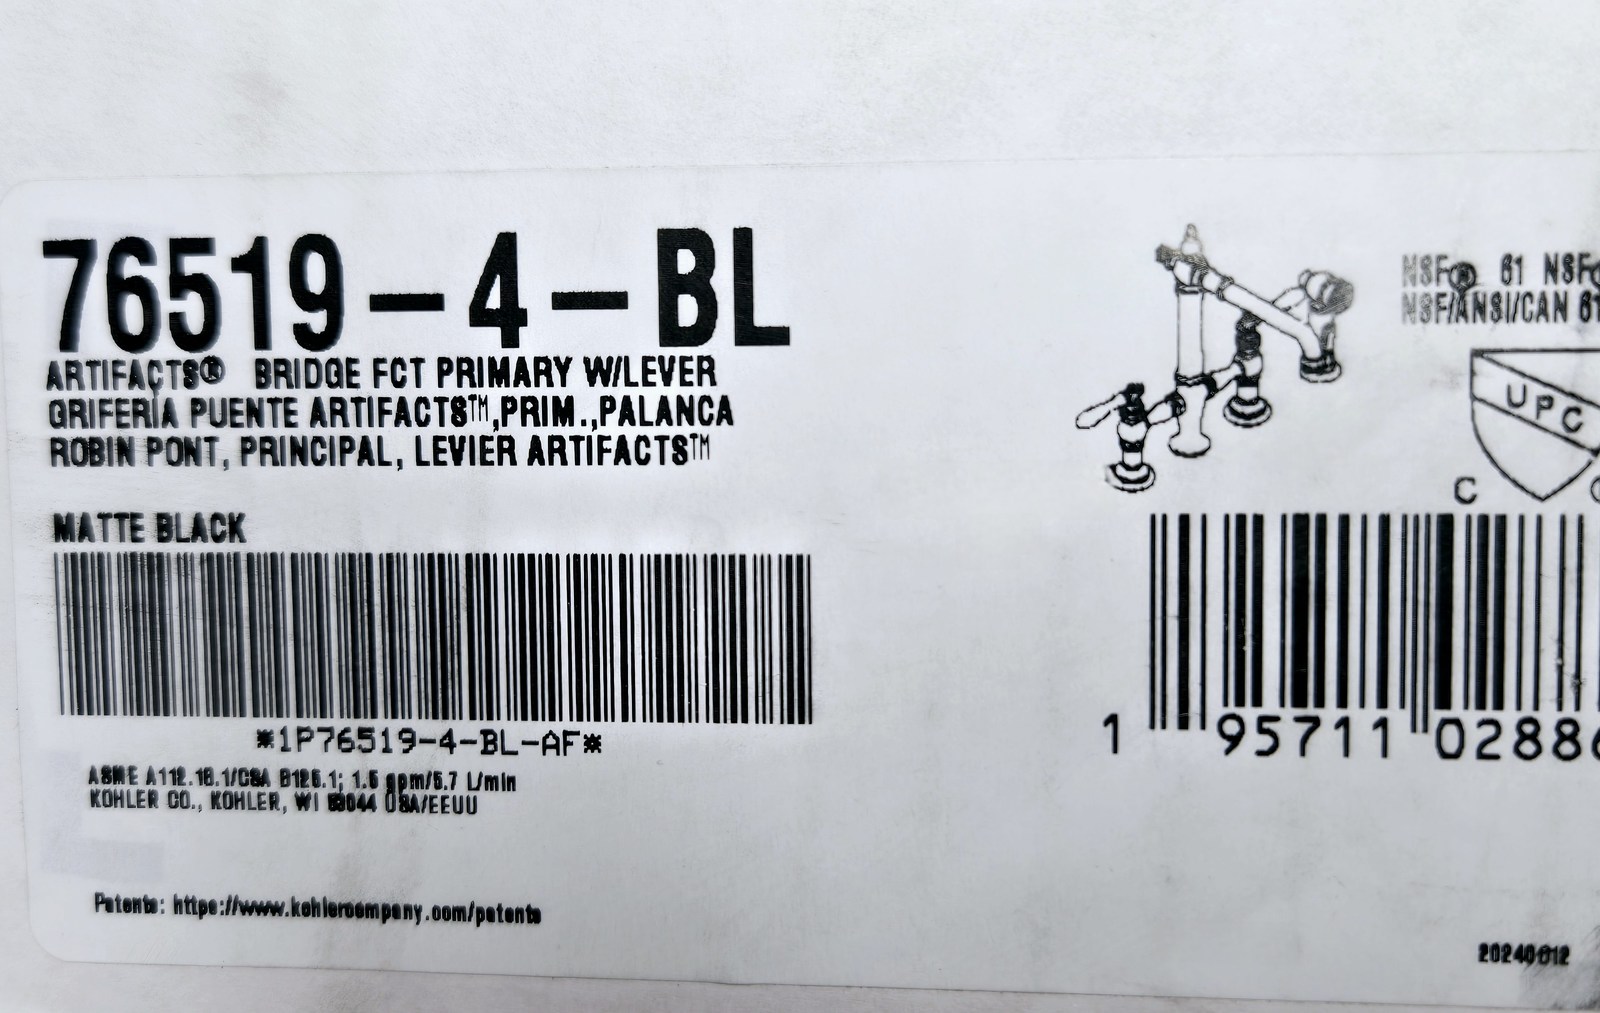 76519-4-BL
ARTIFACTS® BRIDGE FCT PRIMARY W/LEVER
GRIFERÍA PUENTE ARTIFACTS™,PRIM.,PALANCA
ROBIN PONT, PRINCIPAL, LEVIER ARTIFACTS™
MATTE BLACK
*1P76519-4-BL-AF*
ASME A112.18.1/CSA B125.1; 1.5 gpm/5.7 L/min
KOHLER CO., KOHLER, WI 53044 USA/EEUU
Patents: https://www.kohlercompany.com/patents
NSF® 61 NSF
NSF/ANSI/CAN 61
UPC
C
1 95711 02886